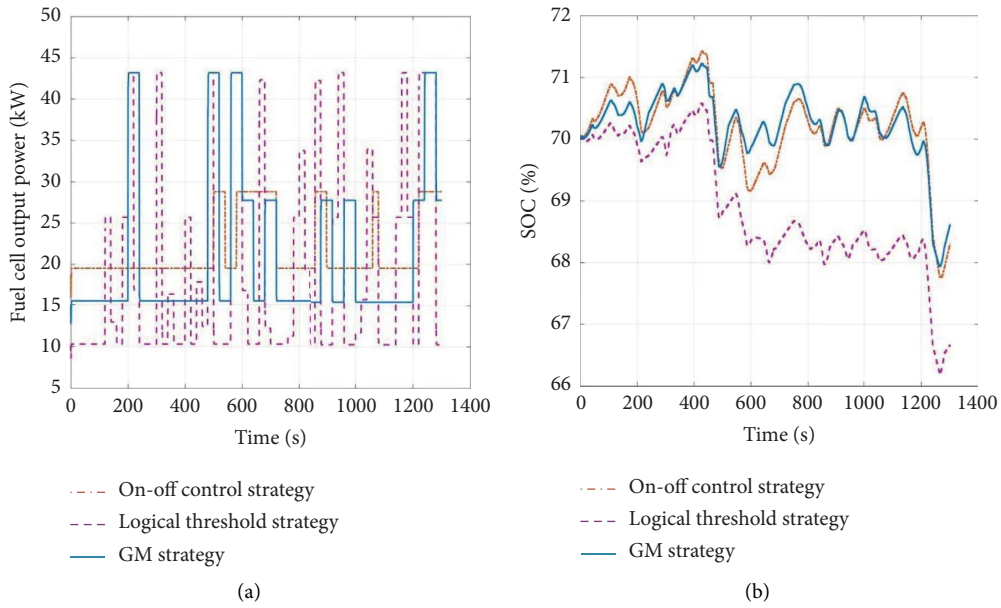 50
45
40
35
30
25
20
15
10
5
Fuel cell output power (kW)
0 200 400 600 800 1000 1200 1400
Time (s)
On-off control strategy
Logical threshold strategy
GM strategy
(a)
72
71
70
69
68
67
66
SOC (%)
0 200 400 600 800 1000 1200 1400
Time (s)
On-off control strategy
Logical threshold strategy
GM strategy
(b)